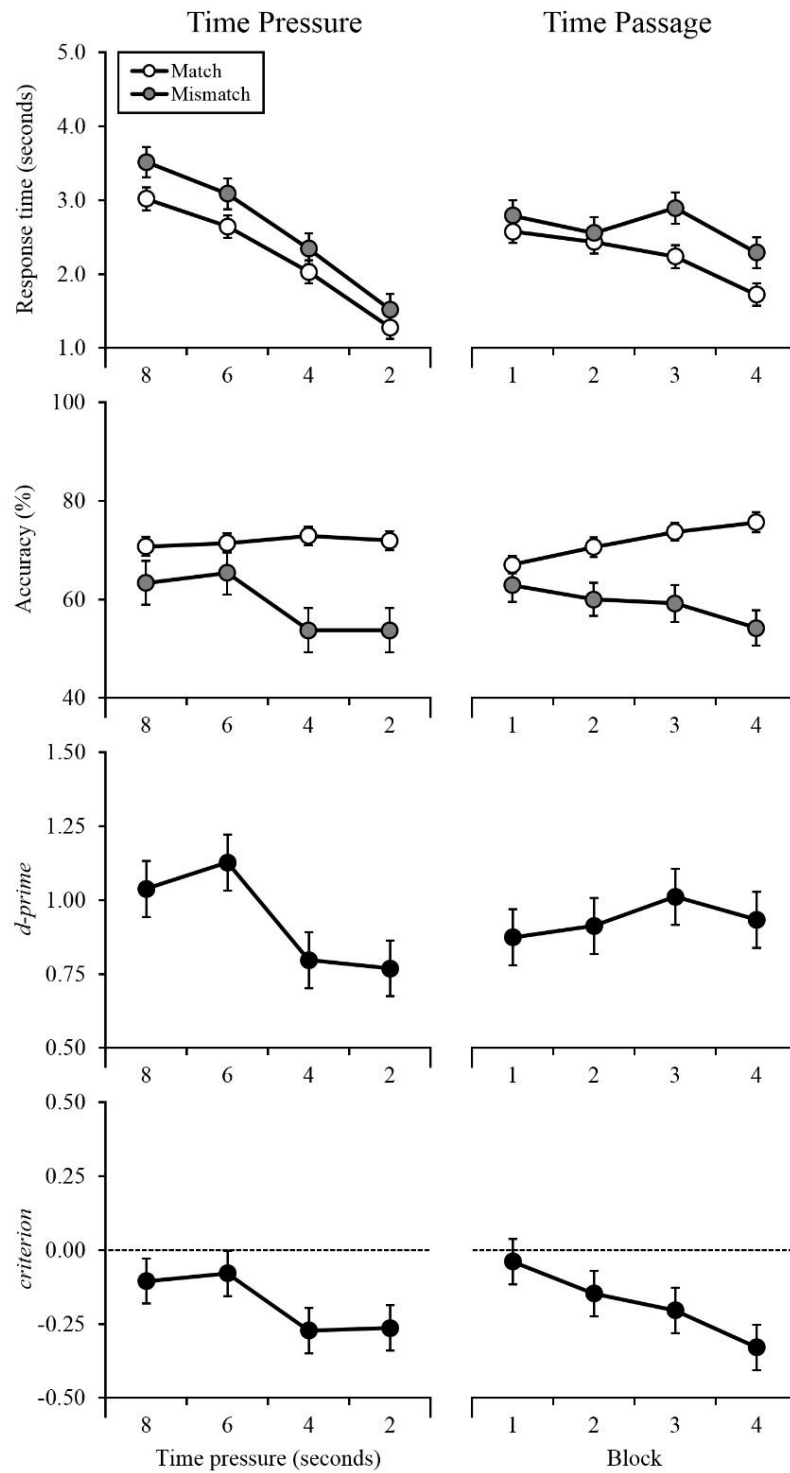 Time Pressure
Time Passage
Response time (seconds)
5.0
4.0
3.0
2.0
1.0
Match
Mismatch
8 6 4 2
1 2 3 4
Accuracy (%)
100
80
60
40
8 6 4 2
1 2 3 4
d-prime
1.50
1.25
1.00
0.75
0.50
8 6 4 2
1 2 3 4
criterion
0.50
0.25
0.00
-0.25
-0.50
8 6 4 2
1 2 3 4
Time pressure (seconds)
Block